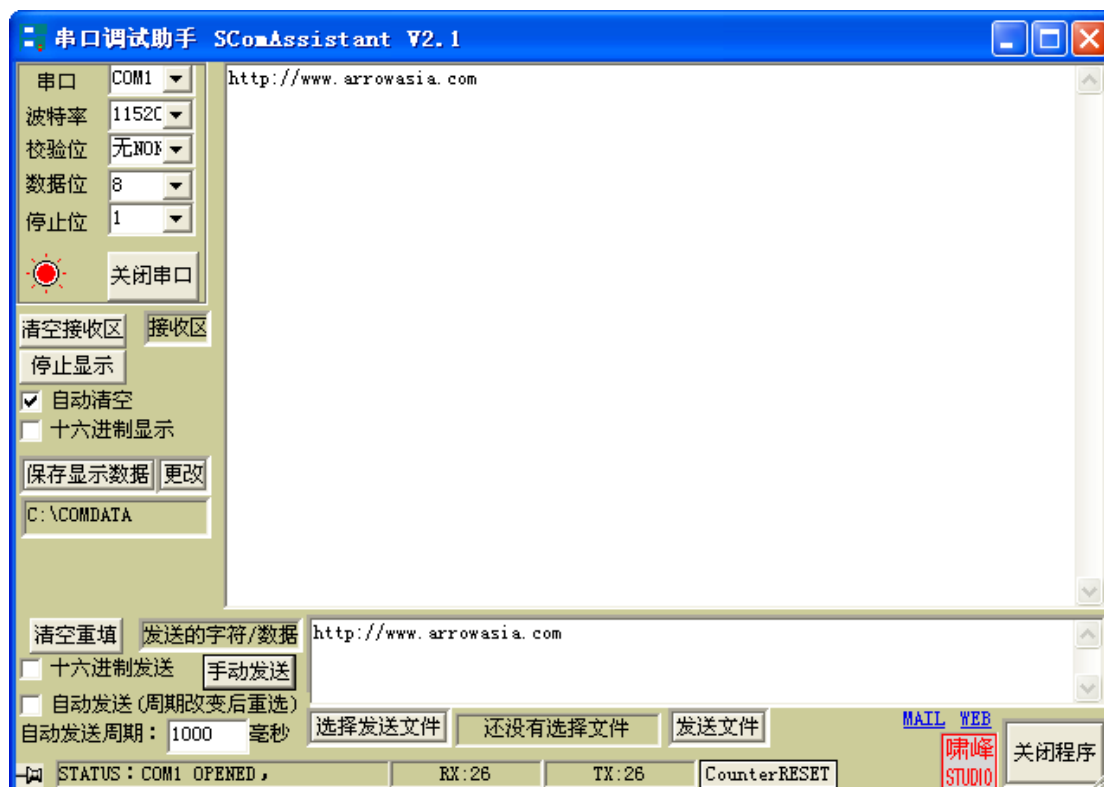 串口调试助手 SComAssistant V2.1
串口 COM1
波特率 11520
校验位 无NON
数据位 8
停止位 1
关闭串口
清空接收区 接收区
停止显示
自动清空
十六进制显示
保存显示数据 更改
C:\COMDATA
http://www.arrowasia.com
清空重填 发送的字符/数据
http://www.arrowasia.com
十六进制发送 手动发送
自动发送(周期改变后重选)
自动发送周期: 1000 毫秒
选择发送文件 还没有选择文件 发送文件
MAIL WEB
啸峰
STUDIO
关闭程序
STATUS:COM1 OPENED, RX:26 TX:26 CounterRESET